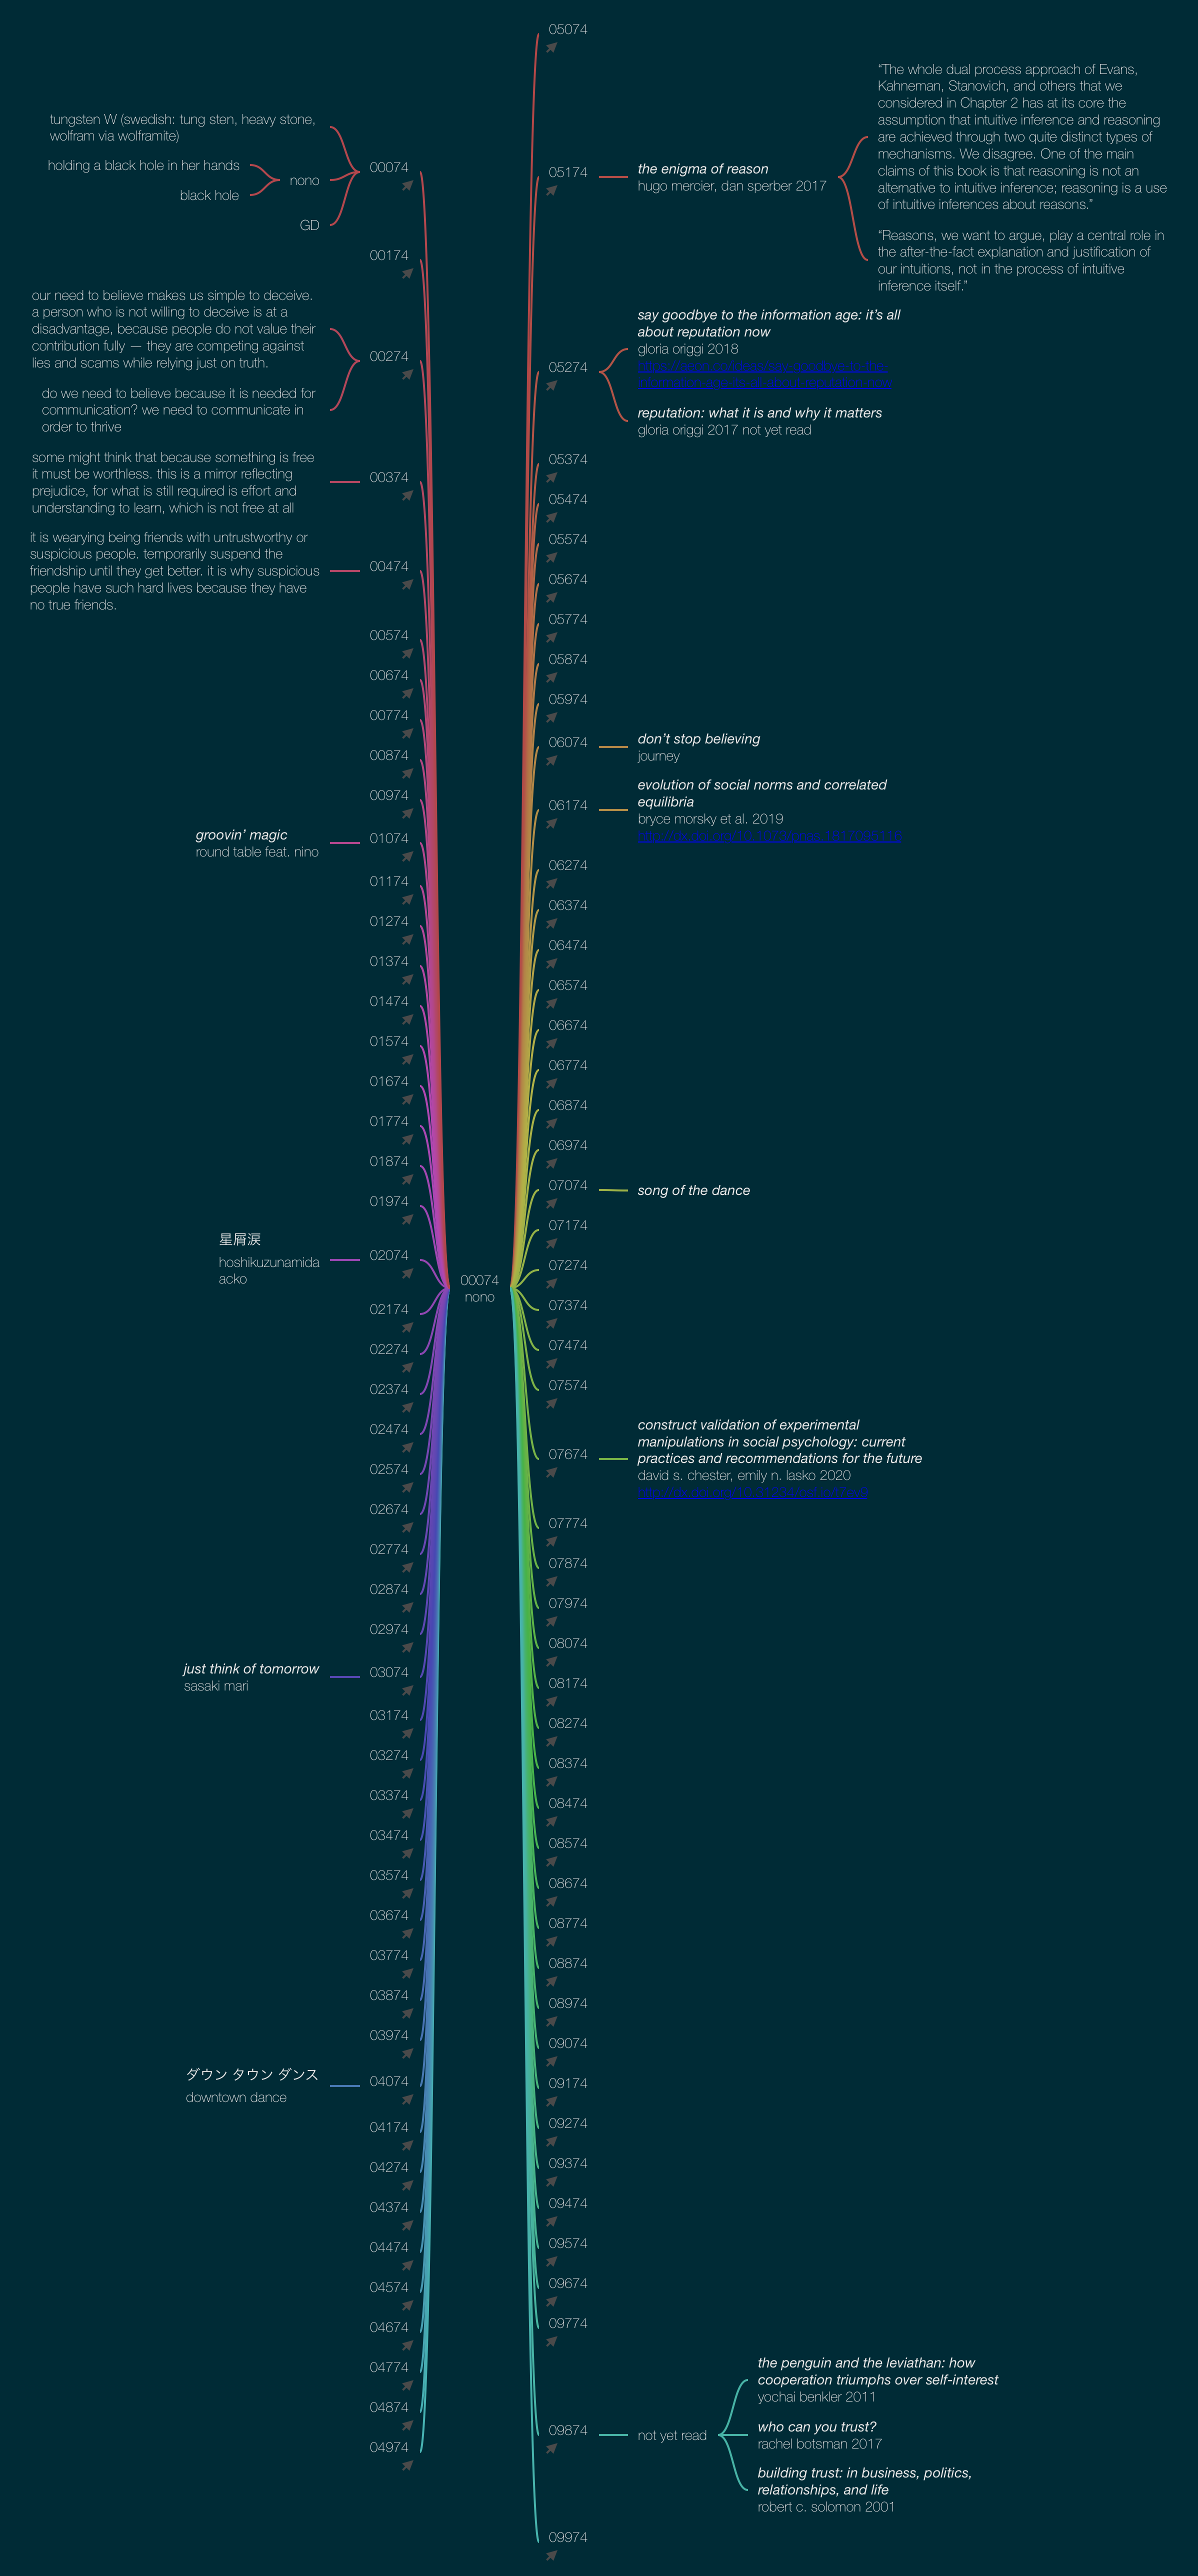 00074
nono
00074
tungsten W (swedish: tung sten, heavy stone,
wolfram via wolframite)
nono
holding a black hole in her hands
black hole
GD
00174
00274
our need to believe makes us simple to deceive.
a person who is not willing to deceive is at a
disadvantage, because people do not value their
contribution fully — they are competing against
lies and scams while relying just on truth.
do we need to believe because it is needed for
communication? we need to communicate in
order to thrive
00374
some might think that because something is free
it must be worthless. this is a mirror reflecting
prejudice, for what is still required is effort and
understanding to learn, which is not free at all
00474
it is wearying being friends with untrustworthy or
suspicious people. temporarily suspend the
friendship until they get better. it is why suspicious
people have such hard lives because they have
no true friends.
00574
00674
00774
00874
00974
01074
groovin’ magic
round table feat. nino
01174
01274
01374
01474
01574
01674
01774
01874
01974
02074
星屑涙
hoshikuzunamida
acko
02174
02274
02374
02474
02574
02674
02774
02874
02974
03074
just think of tomorrow
sasaki mari
03174
03274
03374
03474
03574
03674
03774
03874
03974
04074
ダウン タウン ダンス
downtown dance
04174
04274
04374
04474
04574
04674
04774
04874
04974
05074
05174
the enigma of reason
hugo mercier, dan sperber 2017
“The whole dual process approach of Evans,
Kahneman, Stanovich, and others that we
considered in Chapter 2 has at its core the
assumption that intuitive inference and reasoning
are achieved through two quite distinct types of
mechanisms. We disagree. One of the main
claims of this book is that reasoning is not an
alternative to intuitive inference; reasoning is a use
of intuitive inferences about reasons.”
“Reasons, we want to argue, play a central role in
the after-the-fact explanation and justification of
our intuitions, not in the process of intuitive
inference itself.”
05274
say goodbye to the information age: it’s all
about reputation now
gloria origgi 2018
reputation: what it is and why it matters
gloria origgi 2017 not yet read
05374
05474
05574
05674
05774
05874
05974
06074
don’t stop believing
journey
06174
evolution of social norms and correlated
equilibria
bryce morsky et al. 2019
06274
06374
06474
06574
06674
06774
06874
06974
07074
song of the dance
07174
07274
07374
07474
07574
07674
construct validation of experimental
manipulations in social psychology: current
practices and recommendations for the future
david s. chester, emily n. lasko 2020
07774
07874
07974
08074
08174
08274
08374
08474
08574
08674
08774
08874
08974
09074
09174
09274
09374
09474
09574
09674
09774
09874
not yet read
the penguin and the leviathan: how
cooperation triumphs over self-interest
yochai benkler 2011
who can you trust?
rachel botsman 2017
building trust: in business, politics,
relationships, and life
robert c. solomon 2001
09974